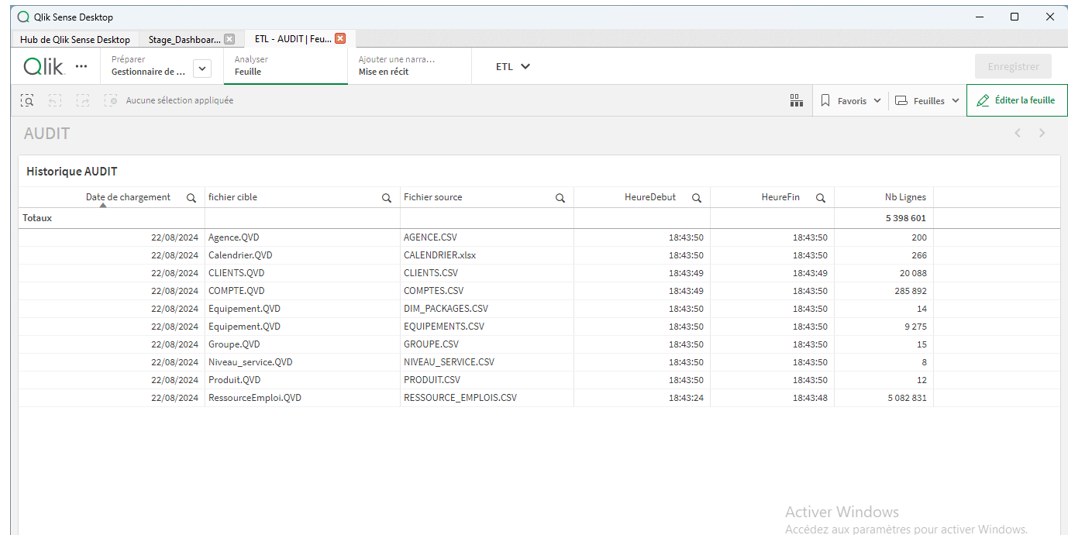 Qlik Sense Desktop
Hub de Qlik Sense Desktop Stage_Dashboar... ETL - AUDIT | Feu...
Qlik ... Préparer Analyser Ajouter une narra...
Gestionnaire de ... Feuille Mise en récit ETL Enregistrer
Aucune sélection appliquée Favoris Feuilles Éditer la feuille
AUDIT
Historique AUDIT
Date de chargement fichier cible Fichier source HeureDebut HeureFin Nb Lignes
Totaux 5 398 601
22/08/2024 Agence.QVD AGENCE.CSV 18:43:50 18:43:50 200
22/08/2024 Calendrier.QVD CALENDRIER.xlsx 18:43:50 18:43:50 266
22/08/2024 CLIENTS.QVD CLIENTS.CSV 18:43:49 18:43:49 20 088
22/08/2024 COMPTE.QVD COMPTES.CSV 18:43:49 18:43:50 285 892
22/08/2024 Equipement.QVD DIM_PACKAGES.CSV 18:43:50 18:43:50 14
22/08/2024 Equipement.QVD EQUIPEMENTS.CSV 18:43:50 18:43:50 9 275
22/08/2024 Groupe.QVD GROUPE.CSV 18:43:50 18:43:50 15
22/08/2024 Niveau_service.QVD NIVEAU_SERVICE.CSV 18:43:50 18:43:50 8
22/08/2024 Produit.QVD PRODUIT.CSV 18:43:50 18:43:50 12
22/08/2024 RessourceEmploi.QVD RESSOURCE_EMPLOIS.CSV 18:43:24 18:43:48 5 082 831
Activer Windows
Accédez aux paramètres pour activer Windows.